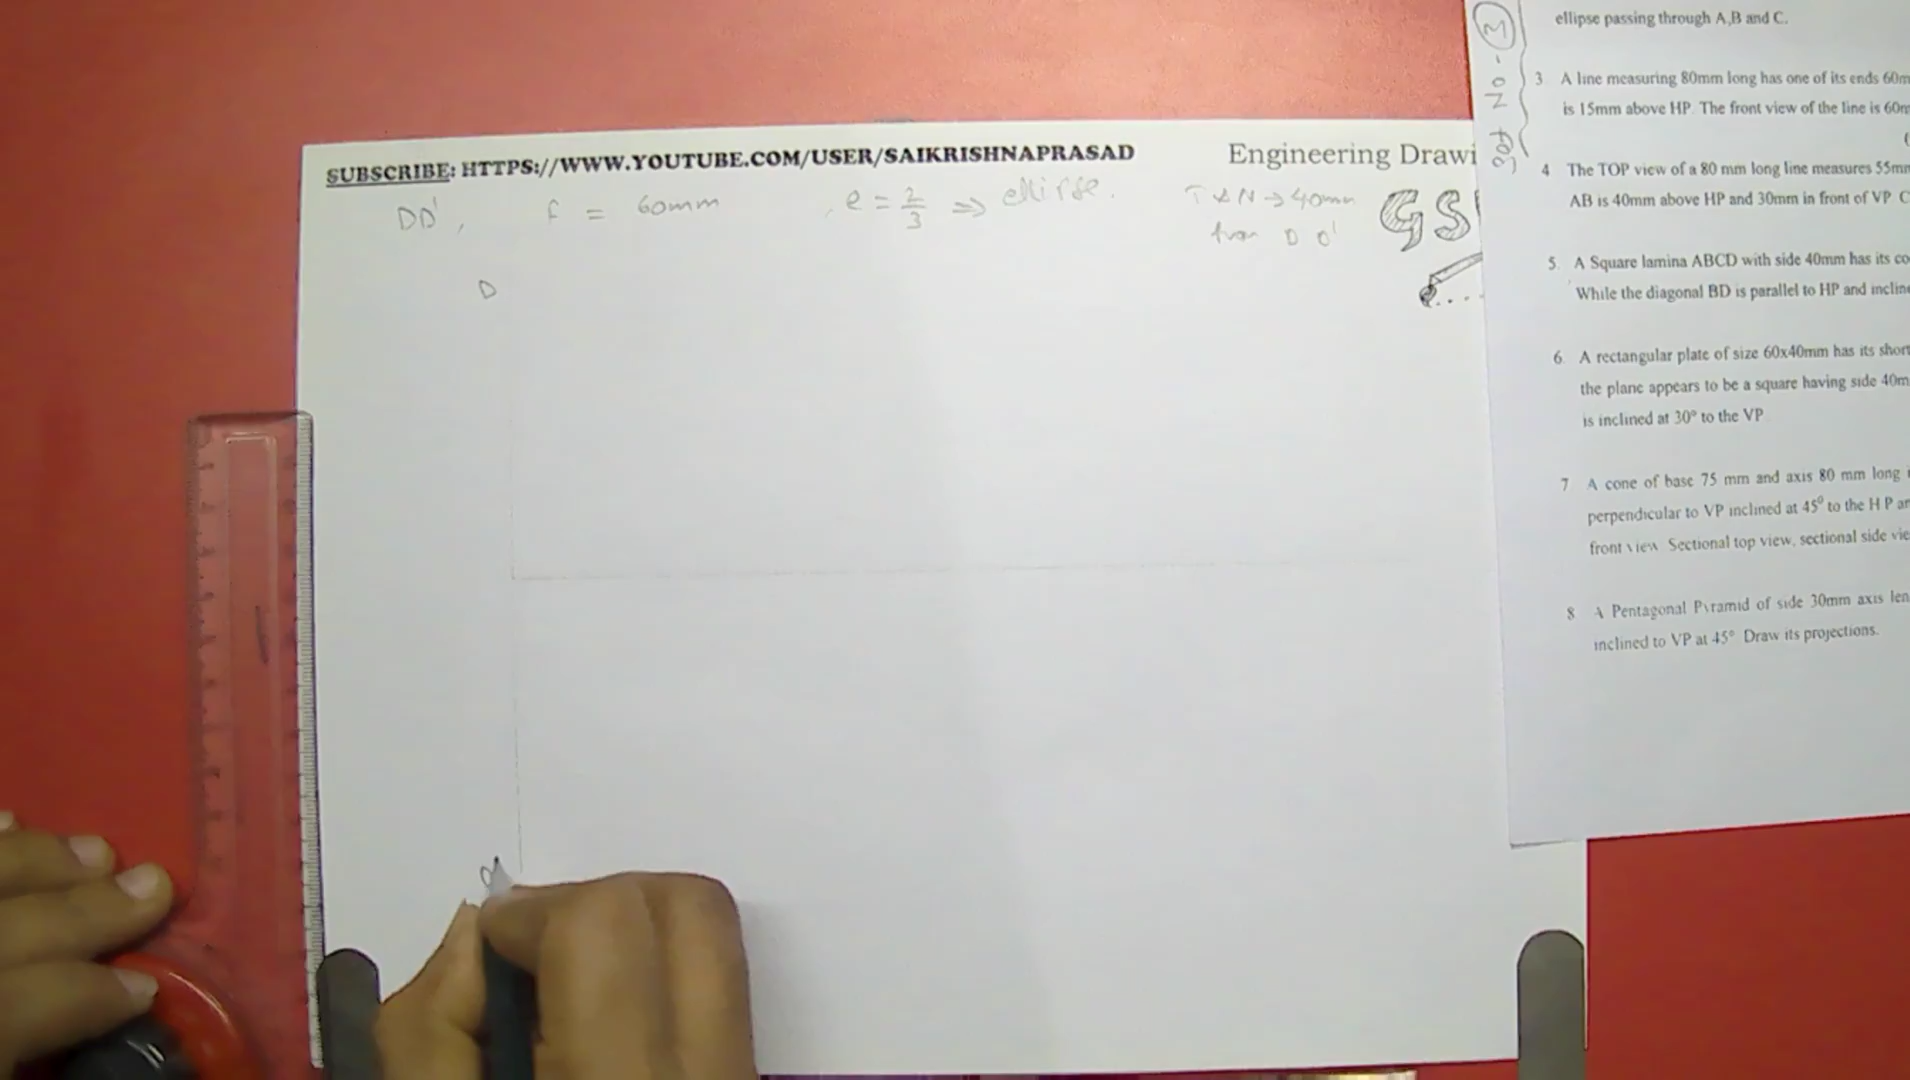 SUBSCRIBE: HTTPS://WWW.YOUTUBE.COM/USER/SAIKRISHNAPRASAD
Engineering Drawi
DD', F = 60mm , e = 2/3 ⇒ ellipse. T & N → 40mm
from D D'
GS
D
D
M
ellipse passing through A,B and C.
3 A line measuring 80mm long has one of its ends 60m
is 15mm above HP. The front view of the line is 60m
(
4 The TOP view of a 80 mm long line measures 55mm
AB is 40mm above HP and 30mm in front of VP C
5. A Square lamina ABCD with side 40mm has its co
While the diagonal BD is parallel to HP and incline
6 A rectangular plate of size 60x40mm has its short
the plane appears to be a square having side 40m
is inclined at 30° to the VP
7 A cone of base 75 mm and axis 80 mm long i
perpendicular to VP inclined at 45⁰ to the H P an
front view Sectional top view, sectional side vie
8 A Pentagonal Pyramid of side 30mm axis len
inclined to VP at 45° Draw its projections.